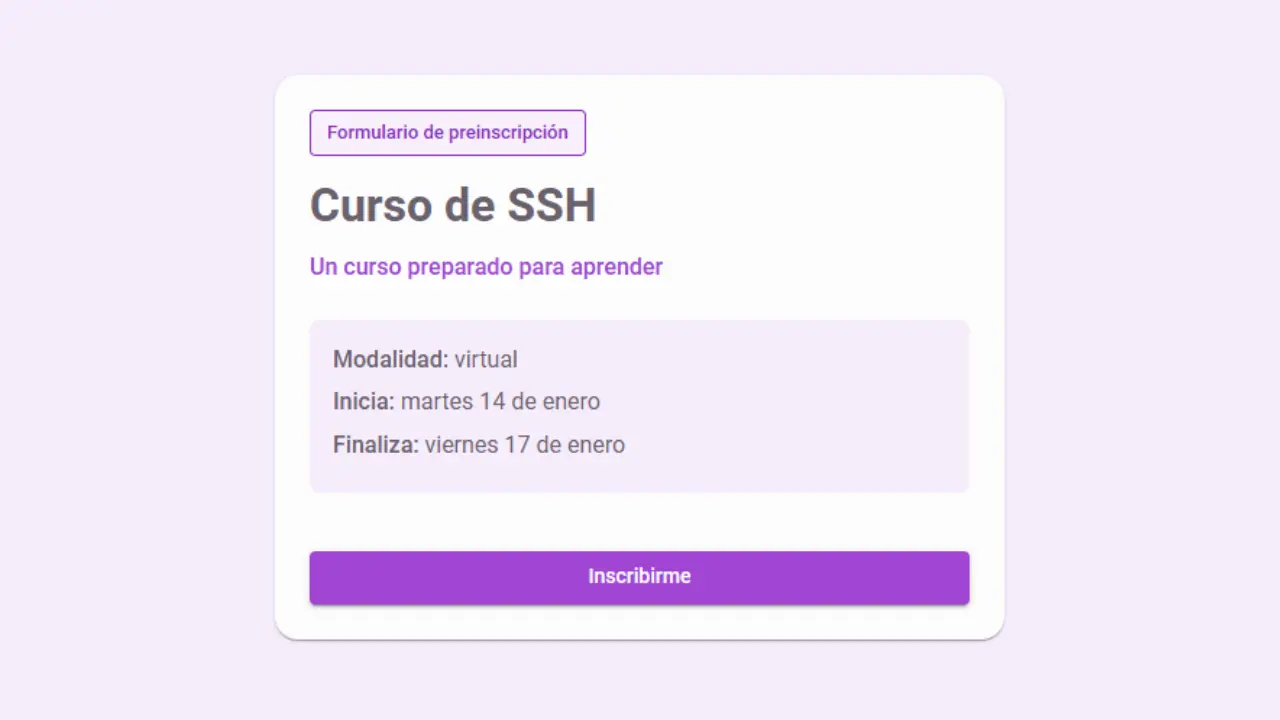 Formulario de preinscripción
Curso de SSH
Un curso preparado para aprender
Modalidad: virtual
Inicia: martes 14 de enero
Finaliza: viernes 17 de enero
Inscribirme